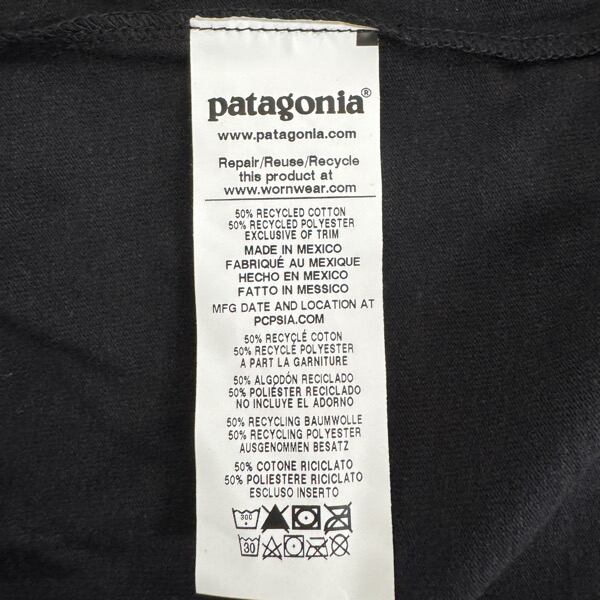 patagonia®
www.patagonia.com
Repair/Reuse/Recycle
this product at
www.wornwear.com
50% RECYCLED COTTON
50% RECYCLED POLYESTER
EXCLUSIVE OF TRIM
MADE IN MEXICO
FABRIQUÉ AU MEXIQUE
HECHO EN MEXICO
FATTO IN MESSICO
MFG DATE AND LOCATION AT
PCPSIA.COM
50% RECYCLÉ COTON
50% RECYCLÉ POLYESTER
A PART LA GARNITURE
50% ALGODÓN RECICLADO
50% POLIÉSTER RECICLADO
NO INCLUYE EL ADORNO
50% RECYCLING BAUMWOLLE
50% RECYCLING POLYESTER
AUSGENOMMEN BESATZ
50% COTONE RICICLATO
50% POLIESTERE RICICLATO
ESCLUSO INSERTO
300
30